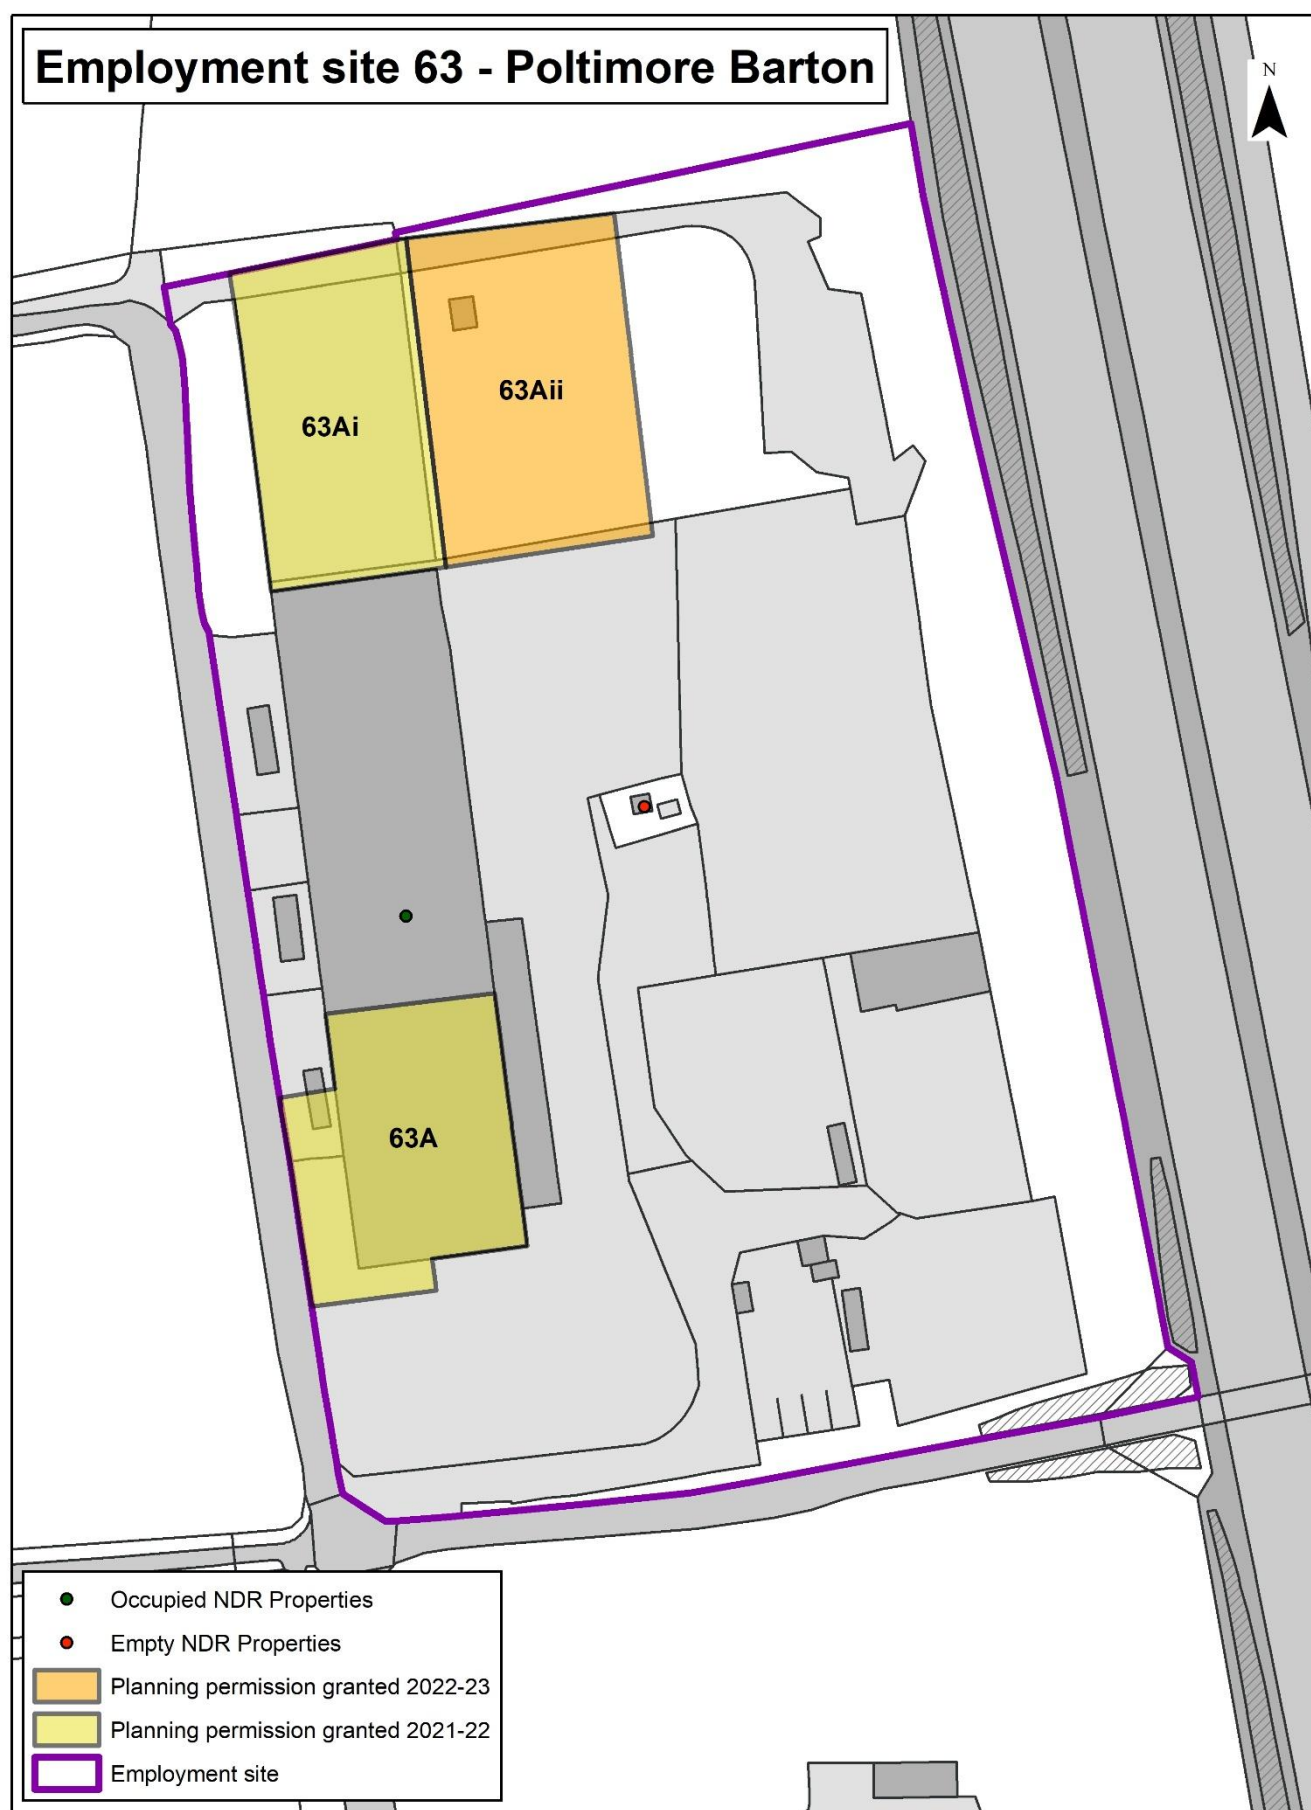 Employment site 63 - Poltimore Barton
N
63Aii
63Ai
63A
Occupied NDR Properties
Empty NDR Properties
Planning permission granted 2022-23
Planning permission granted 2021-22
Employment site